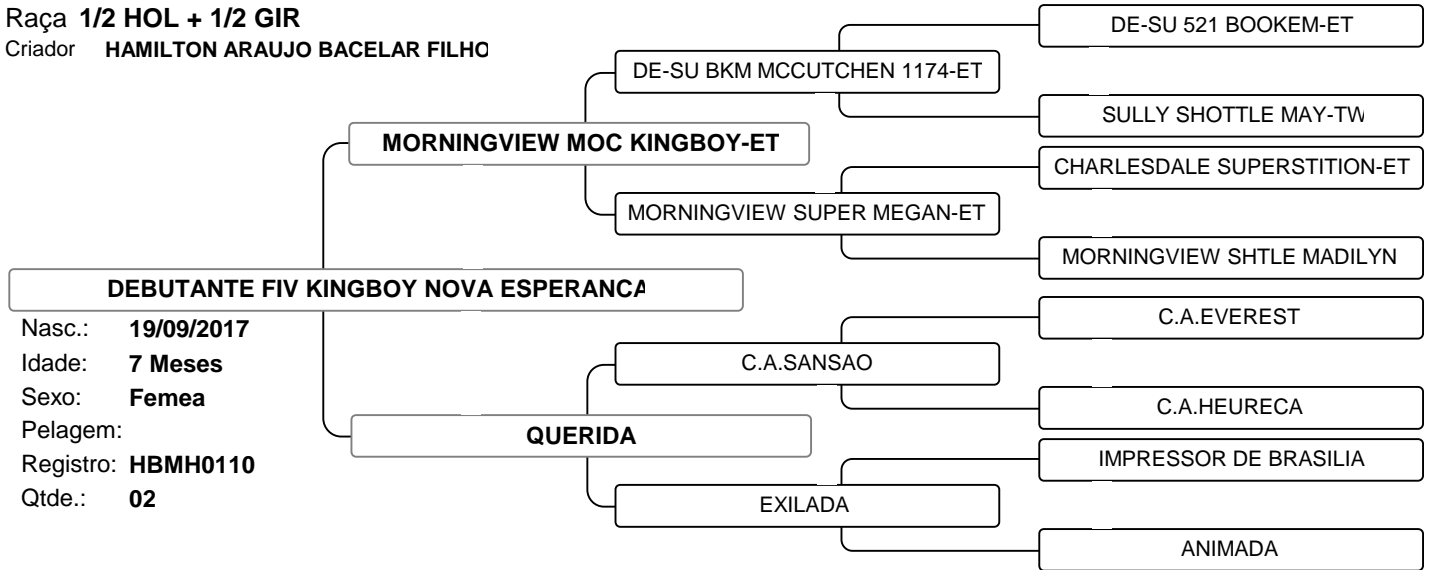 Raça 1/2 HOL + 1/2 GIR
Criador HAMILTON ARAUJO BACELAR FILHO
DE-SU 521 BOOKEM-ET
DE-SU BKM MCCUTCHEN 1174-ET
SULLY SHOTTLE MAY-TW
MORNINGVIEW MOC KINGBOY-ET
CHARLESDALE SUPERSTITION-ET
MORNINGVIEW SUPER MEGAN-ET
MORNINGVIEW SHTLE MADILYN
DEBUTANTE FIV KINGBOY NOVA ESPERANCA
Nasc.: 19/09/2017
Idade: 7 Meses
Sexo: Femea
Pelagem:
Registro: HBMH0110
Qtde.: 02
C.A.EVEREST
C.A.SANSAO
C.A.HEURECA
QUERIDA
IMPRESSOR DE BRASILIA
EXILADA
ANIMADA